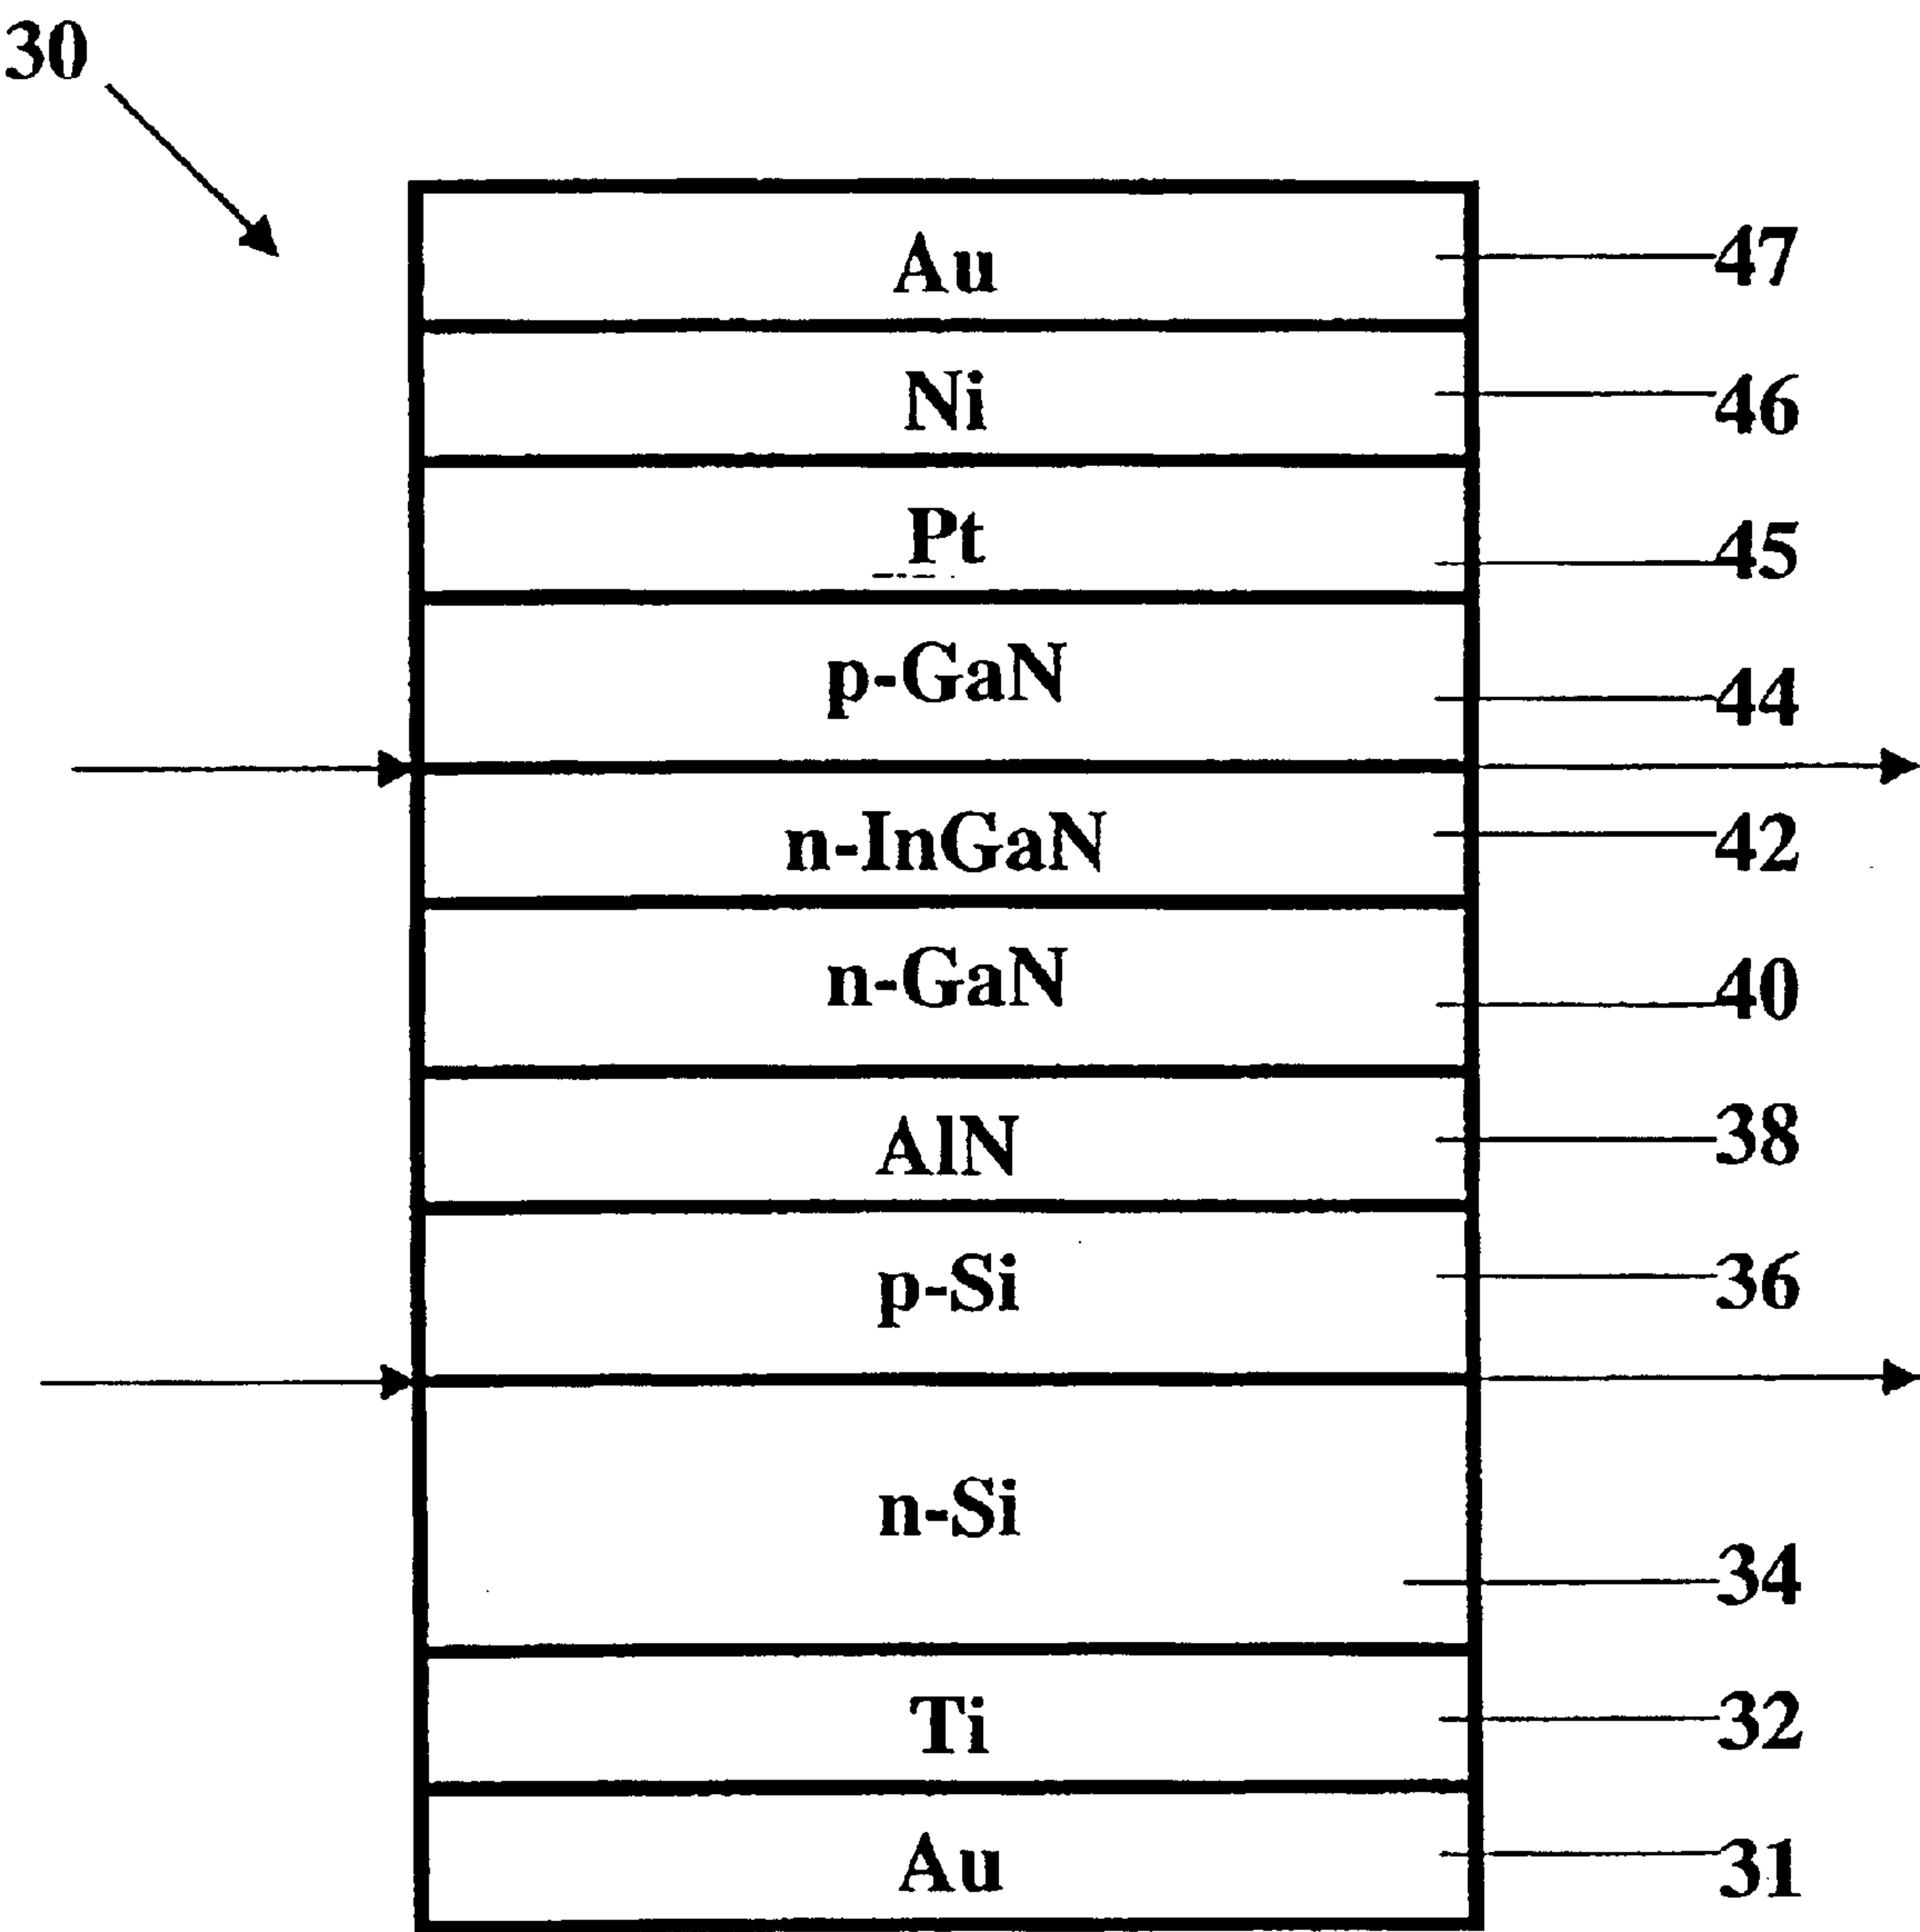 30
Au 47
Ni 46
Pt 45
p-GaN 44
n-InGaN 42
n-GaN 40
AlN 38
p-Si 36
n-Si 34
Ti 32
Au 31